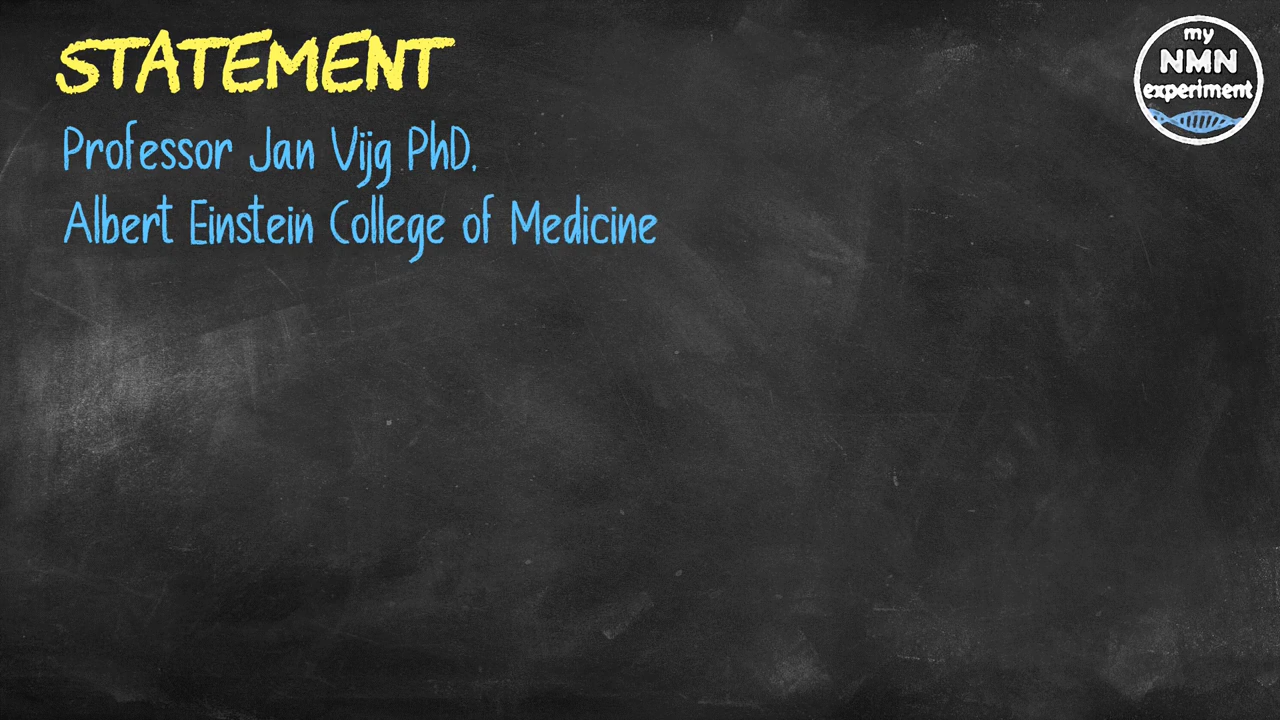 STATEMENT
Professor Jan Vijg PhD,
Albert Einstein College of Medicine
my
NMN
experiment